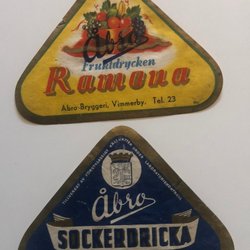 Åbro
Fruktdrycken
Ramona
Åbro-Bryggeri, Vimmerby. Tel. 23
Åbro
SOCKERDRICKA